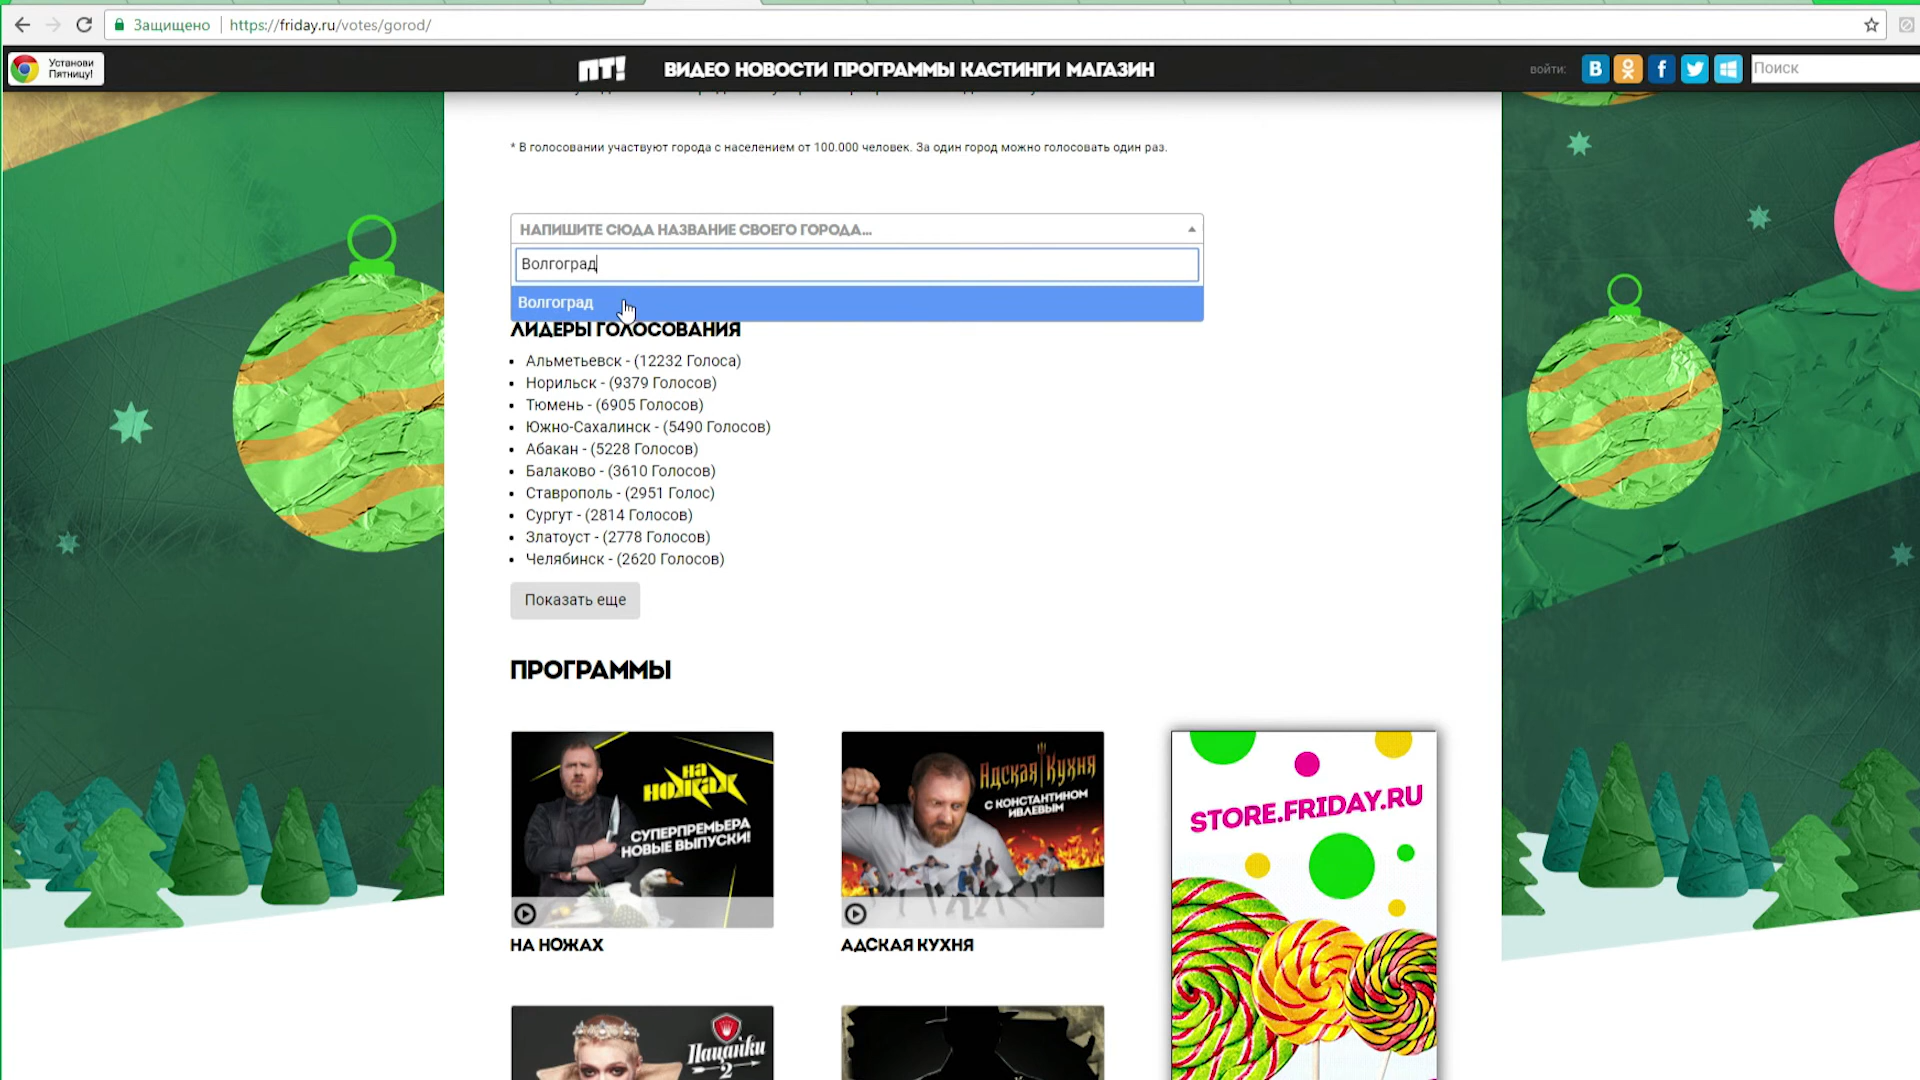 Защищено
https://friday.ru/votes/gorod/
Установи
Пятницу!
ПТ!
ВИДЕО НОВОСТИ ПРОГРАММЫ КАСТИНГИ МАГАЗИН
войти:
Поиск
* В голосовании участвуют города с населением от 100.000 человек. За один город можно голосовать один раз.
НАПИШИТЕ СЮДА НАЗВАНИЕ СВОЕГО ГОРОДА...
Волгоград
Волгоград
ЛИДЕРЫ ГОЛОСОВАНИЯ
Альметьевск - (12232 Голоса)
Норильск - (9379 Голосов)
Тюмень - (6905 Голосов)
Южно-Сахалинск - (5490 Голосов)
Абакан - (5228 Голосов)
Балаково - (3610 Голосов)
Ставрополь - (2951 Голос)
Сургут - (2814 Голосов)
Златоуст - (2778 Голосов)
Челябинск - (2620 Голосов)
Показать еще
ПРОГРАММЫ
на
ножах
СУПЕРПРЕМЬЕРА
НОВЫЕ ВЫПУСКИ!
НА НОЖАХ
Адская Кухня
С КОНСТАНТИНОМ
ИВЛЕВЫМ
АДСКАЯ КУХНЯ
STORE.FRIDAY.RU
Пацанки
2